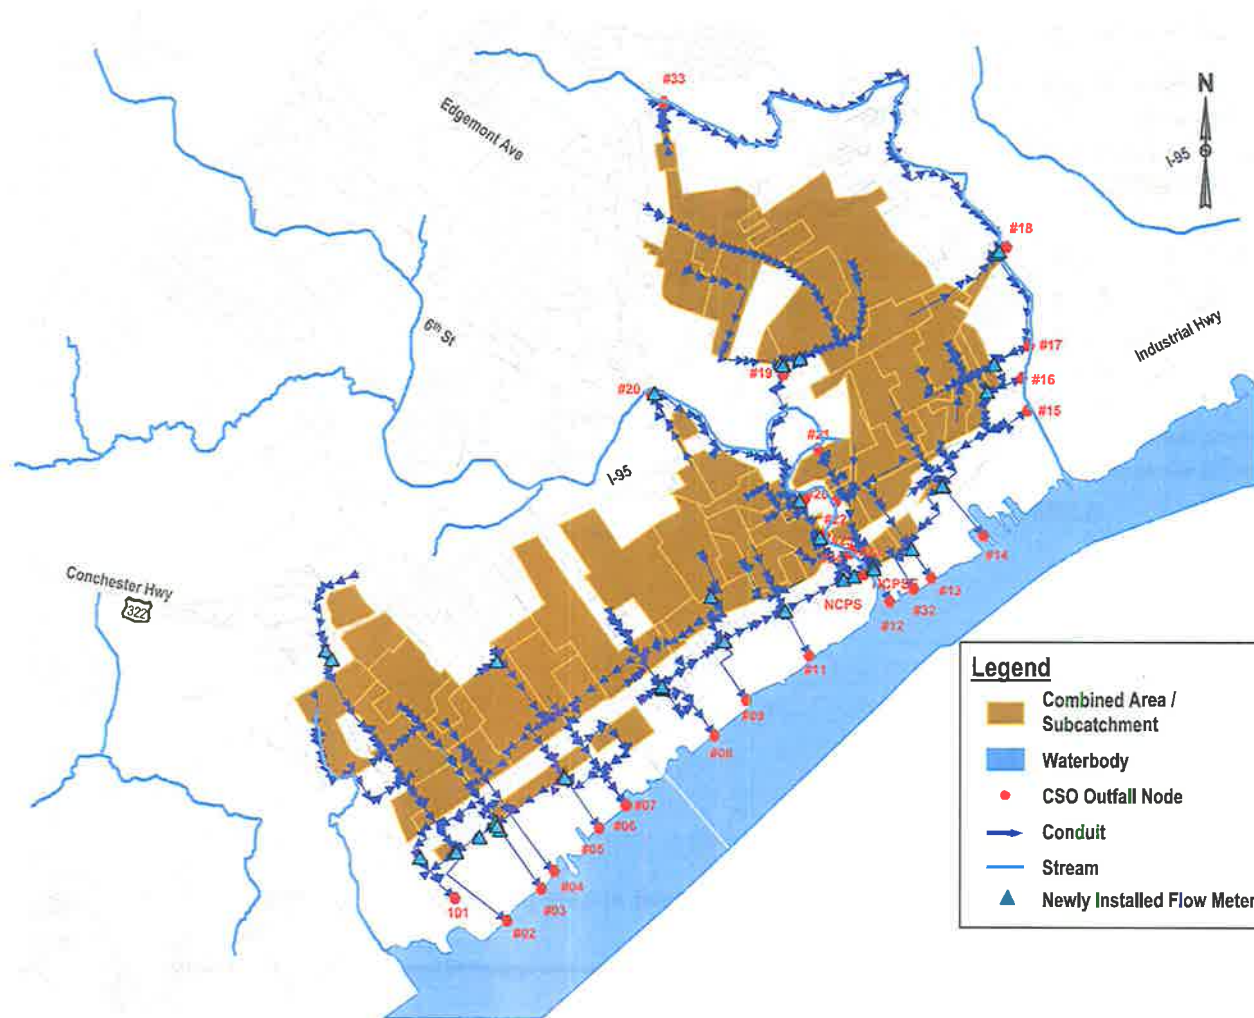 #33
N
Edgemont Ave
I-95
#18
6th St
Industrial Hwy
#17
#19
#16
#20
#15
#21
I-95
#26
#14
Conchester Hwy
322
NCPS
CPS
#13
#32
#12
#11
#09
#08
#07
#06
#05
#04
#03
101
#02
Legend
Combined Area /
Subcatchment
Waterbody
CSO Outfall Node
Conduit
Stream
Newly Installed Flow Meter